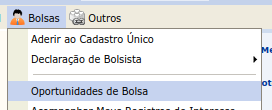 Bolsas Outros
Aderir ao Cadastro Único
Declaração de Bolsista
Oportunidades de Bolsa